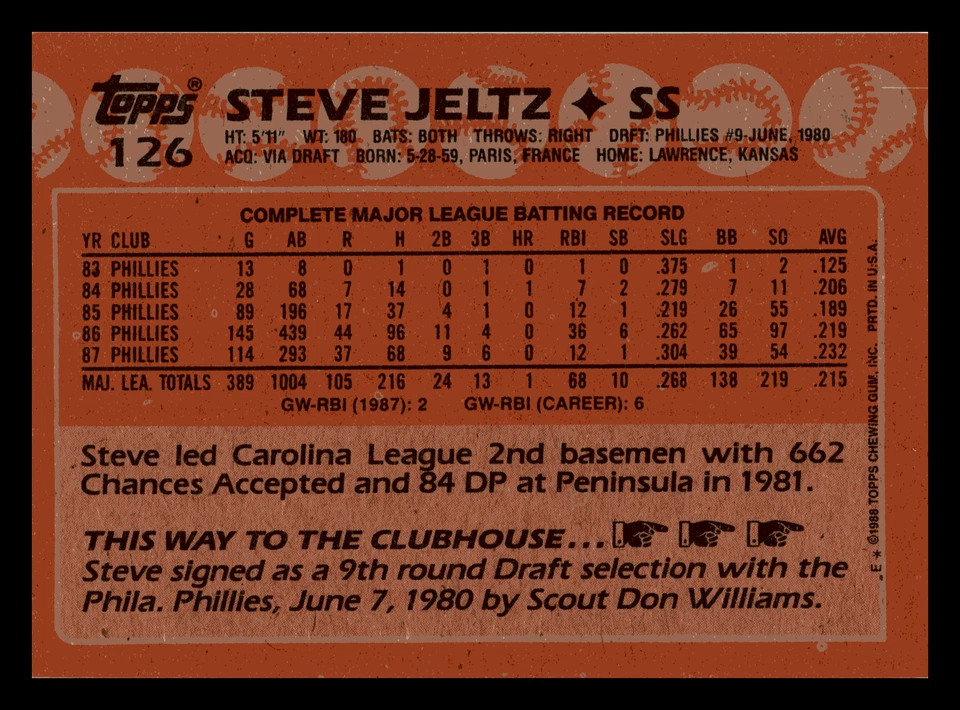 Topps® STEVE JELTZ ✦ SS
126
HT: 5'11" WT: 180 BATS: BOTH THROWS: RIGHT DRFT: PHILLIES #9-JUNE, 1980
ACQ: VIA DRAFT BORN: 5-28-59, PARIS, FRANCE HOME: LAWRENCE, KANSAS
COMPLETE MAJOR LEAGUE BATTING RECORD
YR CLUB G AB R H 2B 3B HR RBI SB SLG BB SO AVG
83 PHILLIES 13 8 0 1 0 1 0 1 0 .375 1 2 .125
84 PHILLIES 28 68 7 14 0 1 1 7 2 .279 7 11 .206
85 PHILLIES 89 196 17 37 4 1 0 12 1 .219 26 55 .189
86 PHILLIES 145 439 44 96 11 4 0 36 6 .262 65 97 .219
87 PHILLIES 114 293 37 68 9 6 0 12 1 .304 39 54 .232
MAJ. LEA. TOTALS 389 1004 105 216 24 13 1 68 10 .268 138 219 .215
GW-RBI (1987): 2 GW-RBI (CAREER): 6
Steve led Carolina League 2nd basemen with 662
Chances Accepted and 84 DP at Peninsula in 1981.
THIS WAY TO THE CLUBHOUSE...
Steve signed as a 9th round Draft selection with the
Phila. Phillies, June 7, 1980 by Scout Don Williams.
E * ©1988 TOPPS CHEWING GUM, INC. PRTD. IN U.S.A.